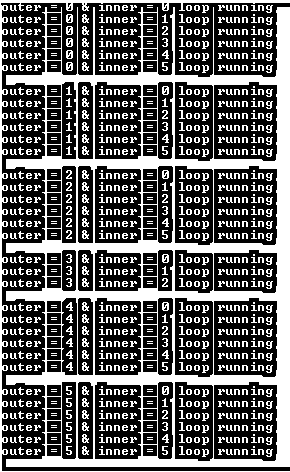 outer = 0 & inner = 0 loop running
outer = 0 & inner = 1 loop running
outer = 0 & inner = 2 loop running
outer = 0 & inner = 3 loop running
outer = 0 & inner = 4 loop running
outer = 0 & inner = 5 loop running
outer = 1 & inner = 0 loop running
outer = 1 & inner = 1 loop running
outer = 1 & inner = 2 loop running
outer = 1 & inner = 3 loop running
outer = 1 & inner = 4 loop running
outer = 1 & inner = 5 loop running
outer = 2 & inner = 0 loop running
outer = 2 & inner = 1 loop running
outer = 2 & inner = 2 loop running
outer = 2 & inner = 3 loop running
outer = 2 & inner = 4 loop running
outer = 2 & inner = 5 loop running
outer = 3 & inner = 0 loop running
outer = 3 & inner = 1 loop running
outer = 3 & inner = 2 loop running
outer = 4 & inner = 0 loop running
outer = 4 & inner = 1 loop running
outer = 4 & inner = 2 loop running
outer = 4 & inner = 3 loop running
outer = 4 & inner = 4 loop running
outer = 4 & inner = 5 loop running
outer = 5 & inner = 0 loop running
outer = 5 & inner = 1 loop running
outer = 5 & inner = 2 loop running
outer = 5 & inner = 3 loop running
outer = 5 & inner = 4 loop running
outer = 5 & inner = 5 loop running